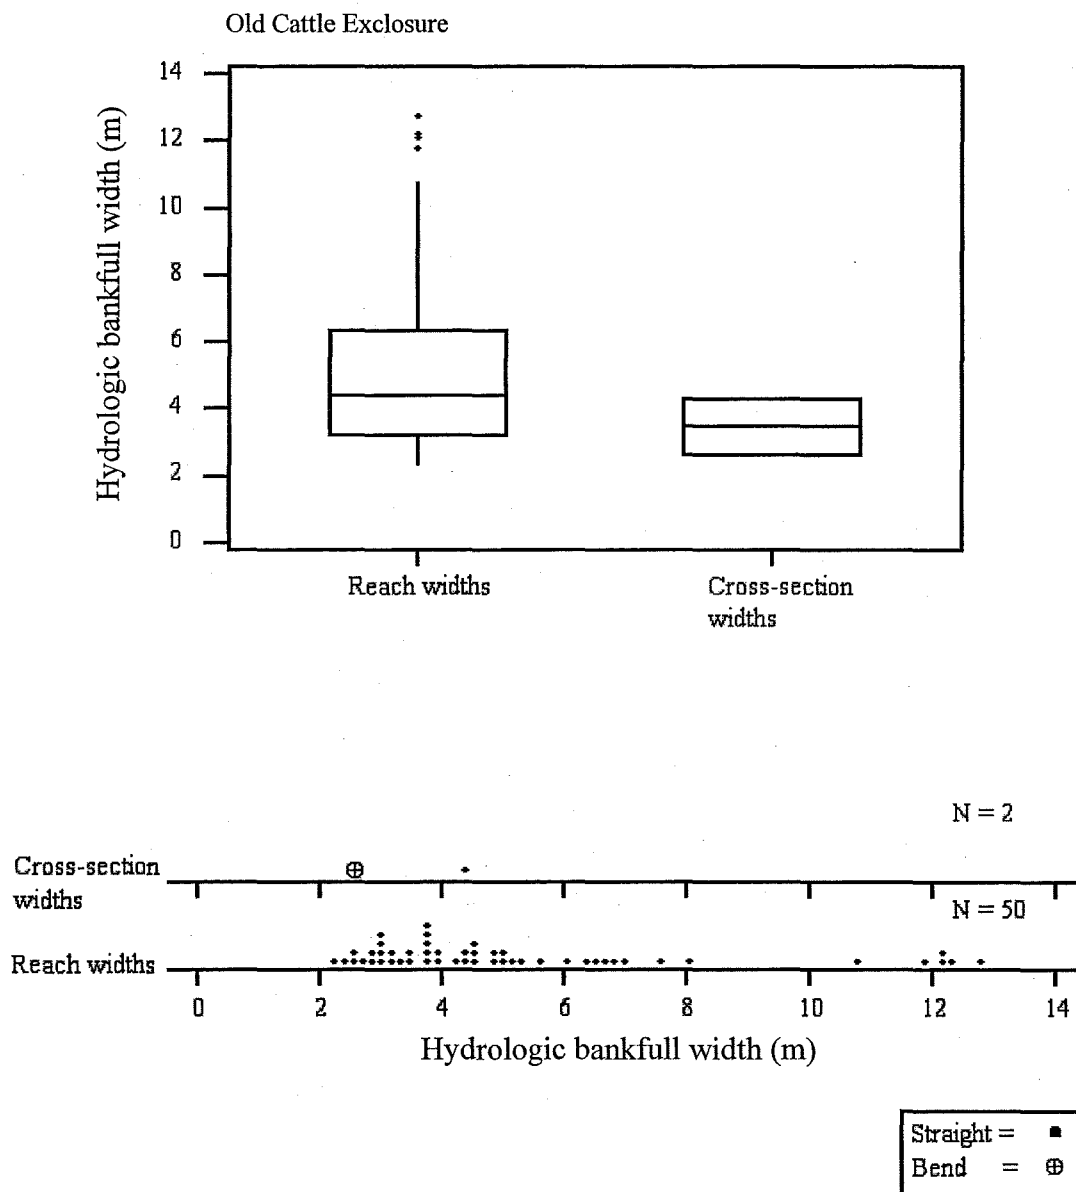 Old Cattle Exclosure
Hydrologic bankfull width (m)
14
12
10
8
6
4
2
0
Reach widths
Cross-section
widths
N = 2
Cross-section
widths
N = 50
Reach widths
0 2 4 6 8 10 12 14
Hydrologic bankfull width (m)
Straight = ■
Bend = ⊕